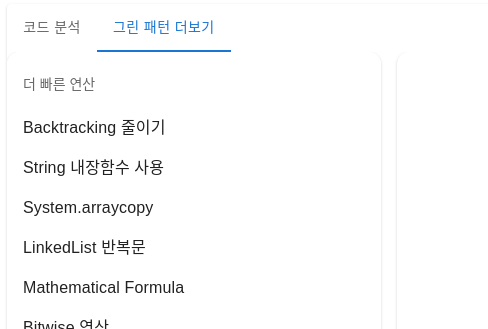 코드 분석
그린 패턴 더보기
더 빠른 연산
Backtracking 줄이기
String 내장함수 사용
System.arraycopy
LinkedList 반복문
Mathematical Formula
Bitwise 연산